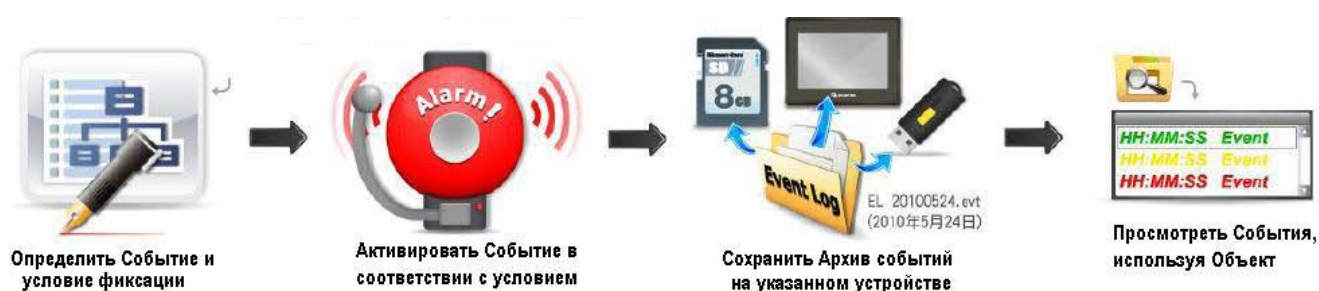 Определить Событие и
условие фиксации
Alarm!
Активировать Событие в
соответствии с условием
SD
8GB
Event Log
EL 20100524.evt
(2010年5月24日)
Сохранить Архив событий
на указанном устройстве
HH:MM:SS Event
HH:MM:SS Event
HH:MM:SS Event
Просмотреть События,
используя Объект